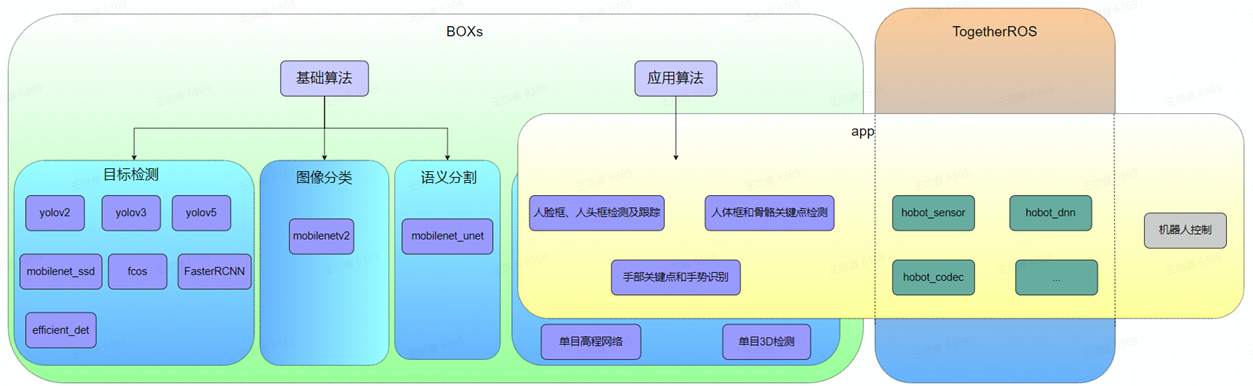 BOXs
TogetherROS
基础算法
应用算法
app
目标检测
图像分类
语义分割
yolov2
yolov3
yolov5
mobilenetv2
mobilenet_unet
人脸框、人头框检测及跟踪
人体框和骨骼关键点检测
hobot_sensor
hobot_dnn
机器人控制
mobilenet_ssd
fcos
FasterRCNN
手部关键点和手势识别
hobot_codec
...
efficient_det
单目高程网络
单目3D检测